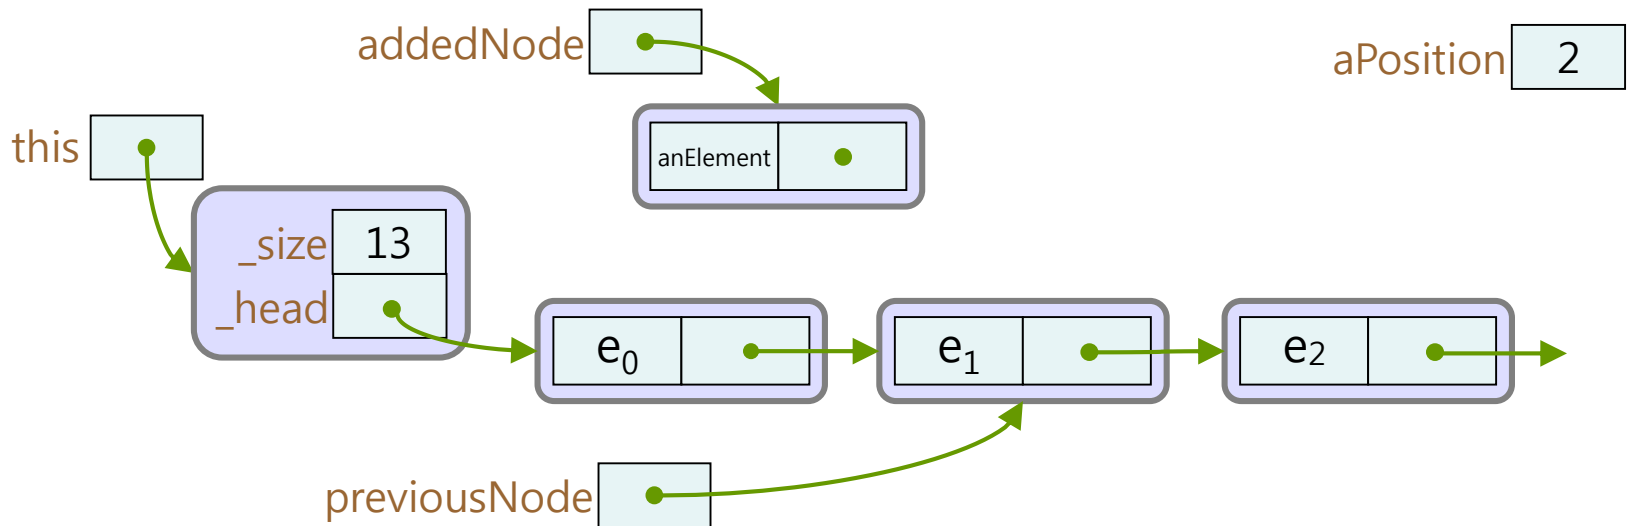 addedNode
aPosition 2
this
anElement
_size 13
_head
e₀ e₁ e2
previousNode